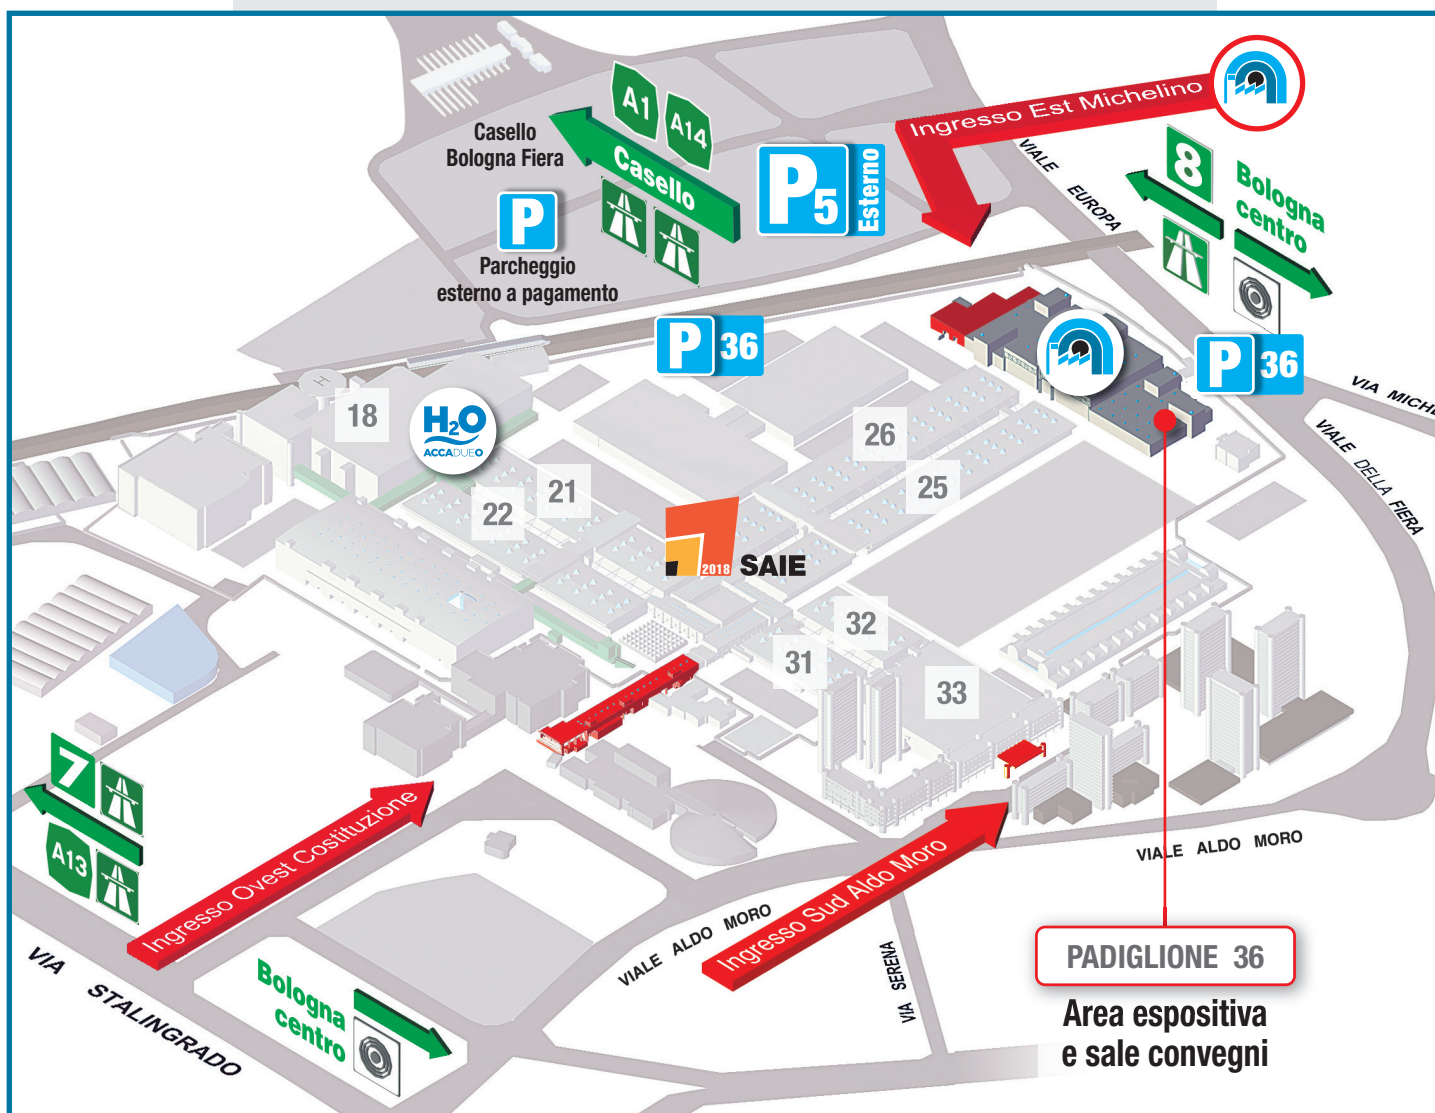 Ingresso Est Michelino
A1
A14
Casello
Bologna Fiera
Casello
P5
Esterno
VIALE EUROPA
8
Bologna
centro
P
Parcheggio
esterno a pagamento
P 36
P 36
VIA MICHE
VIALE DELLA FIERA
H
18
H2O
ACCADUEO
26
25
21
22
2018 SAIE
32
31
33
7
A13
Ingresso Ovest Costituzione
Ingresso Sud Aldo Moro
VIALE ALDO MORO
VIALE ALDO MORO
VIA SERENA
VIA STALINGRADO
Bologna
centro
PADIGLIONE 36
Area espositiva
e sale convegni